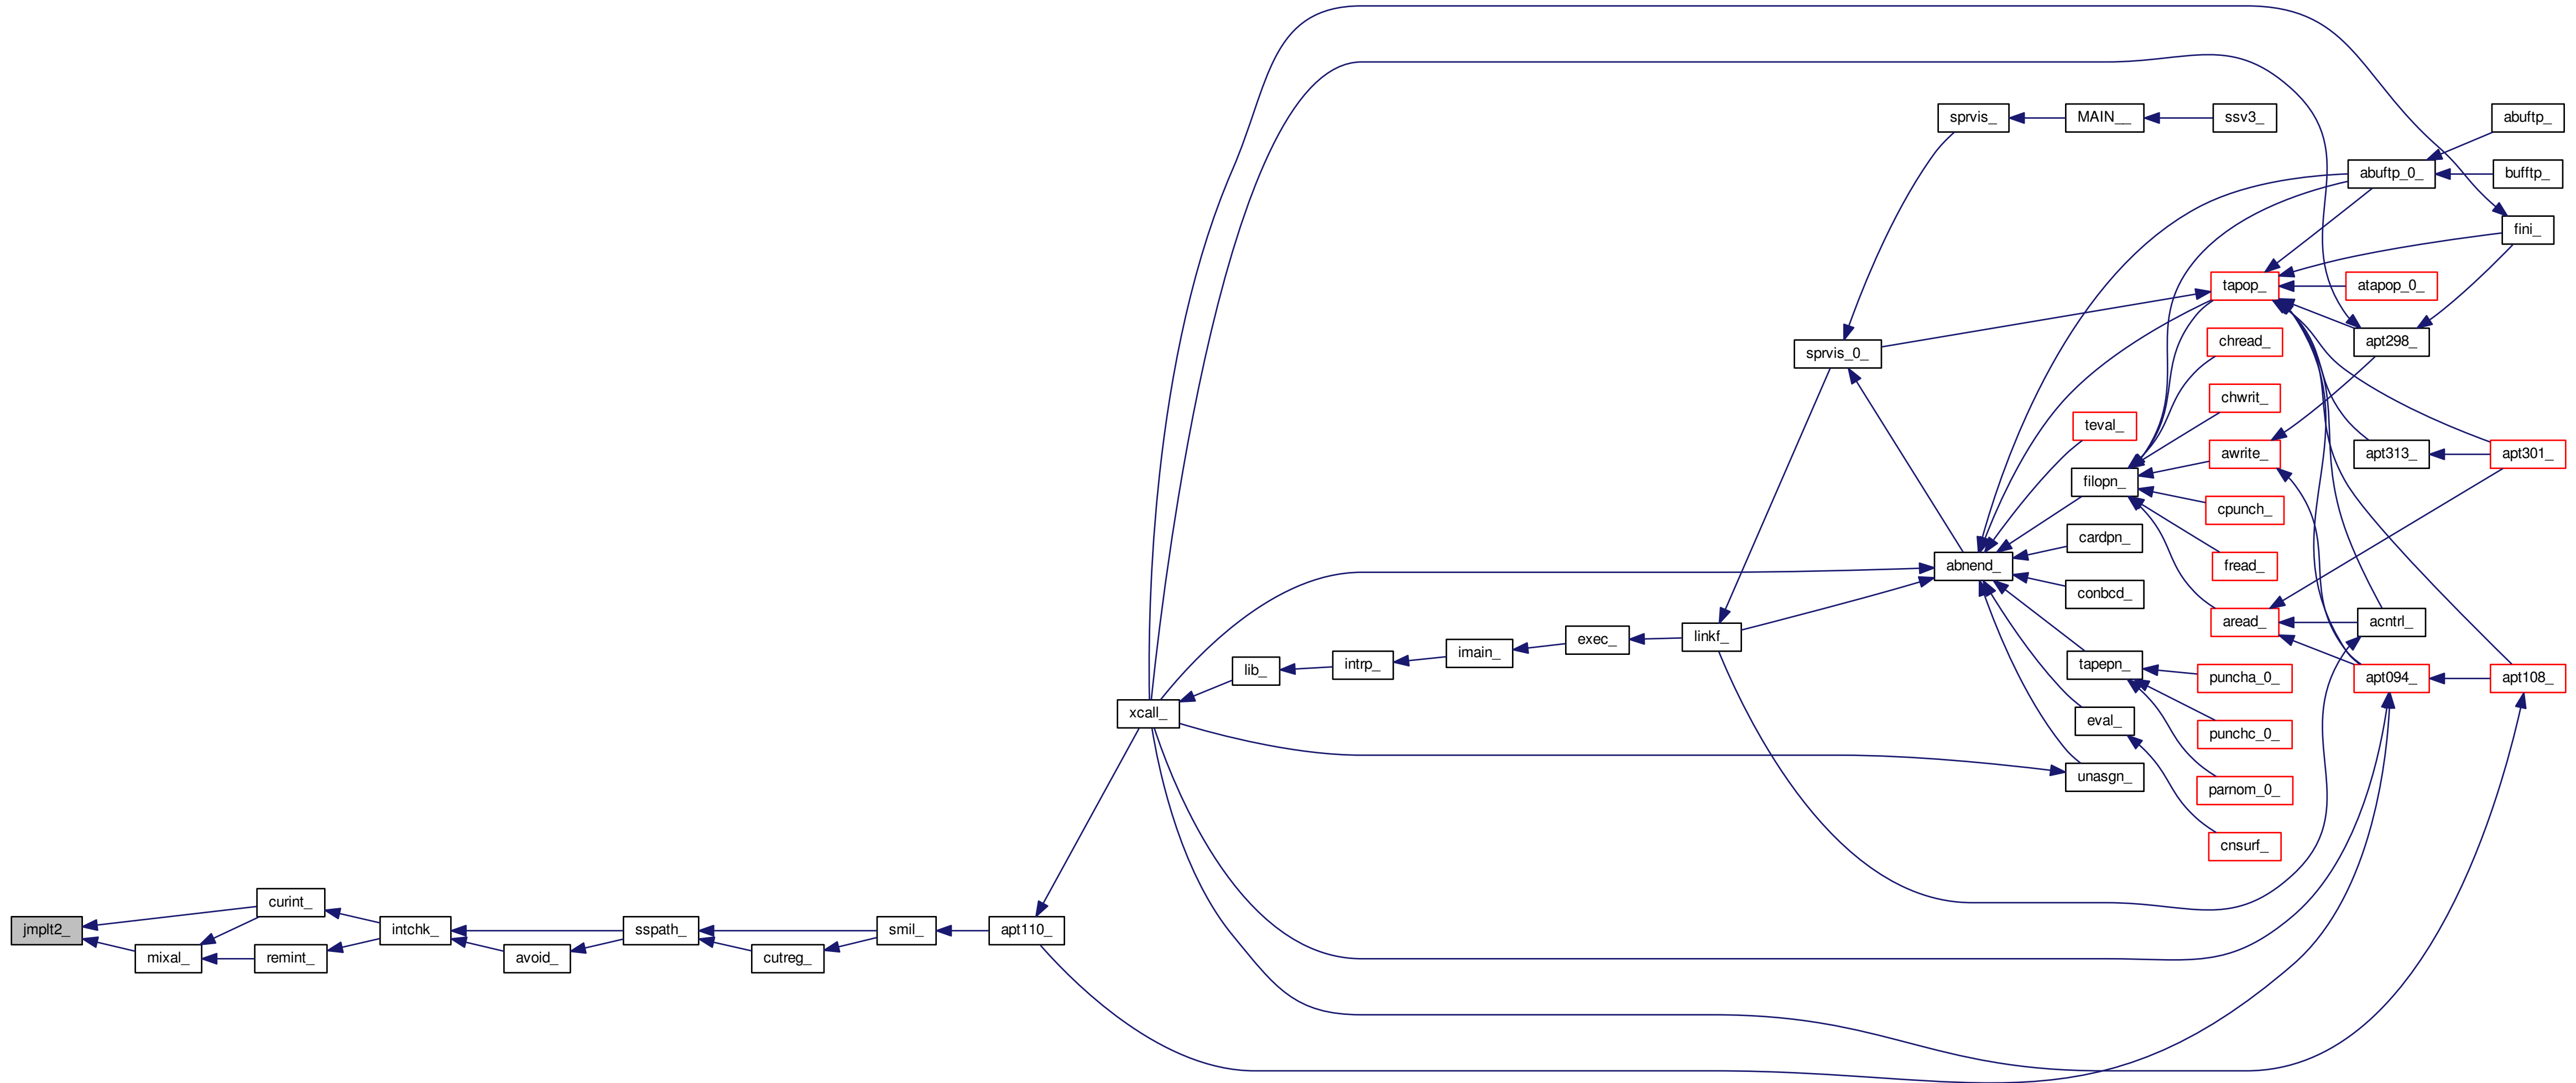 sprvis_
MAIN__
ssv3_
abuftp_
abuftp_0_
bufftp_
fini_
tapop_
atapop_0_
chread_
apt298_
sprvis_0_
chwrit_
teval_
awrite_
apt313_
apt301_
filopn_
cpunch_
cardpn_
abnend_
fread_
conbcd_
aread_
acntrl_
linkf_
exec_
imain_
intrp_
lib_
tapepn_
puncha_0_
apt094_
apt108_
xcall_
eval_
punchc_0_
unasgn_
parnom_0_
cnsurf_
curint_
jmplt2_
intchk_
sspath_
smil_
apt110_
mixal_
remint_
avoid_
cutreg_